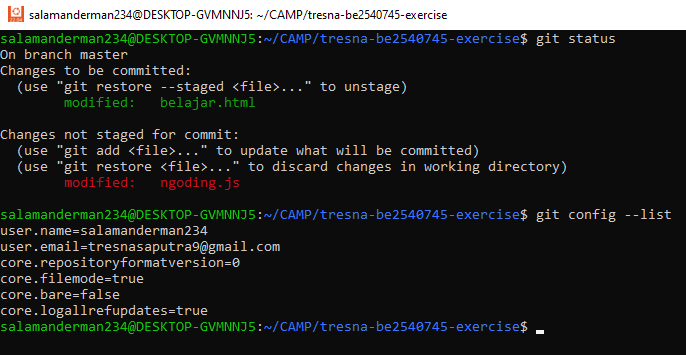 salamanderman234@DESKTOP-GVMNNJ5: ~/CAMP/tresna-be2540745-exercise
salamanderman234@DESKTOP-GVMNNJ5:~/CAMP/tresna-be2540745-exercise$ git status
On branch master
Changes to be committed:
  (use "git restore --staged <file>..." to unstage)
        modified:   belajar.html

Changes not staged for commit:
  (use "git add <file>..." to update what will be committed)
  (use "git restore <file>..." to discard changes in working directory)
        modified:   ngoding.js

salamanderman234@DESKTOP-GVMNNJ5:~/CAMP/tresna-be2540745-exercise$ git config --list
user.name=salamanderman234
user.email=tresnasaputra9@gmail.com
core.repositoryformatversion=0
core.filemode=true
core.bare=false
core.logallrefupdates=true
salamanderman234@DESKTOP-GVMNNJ5:~/CAMP/tresna-be2540745-exercise$